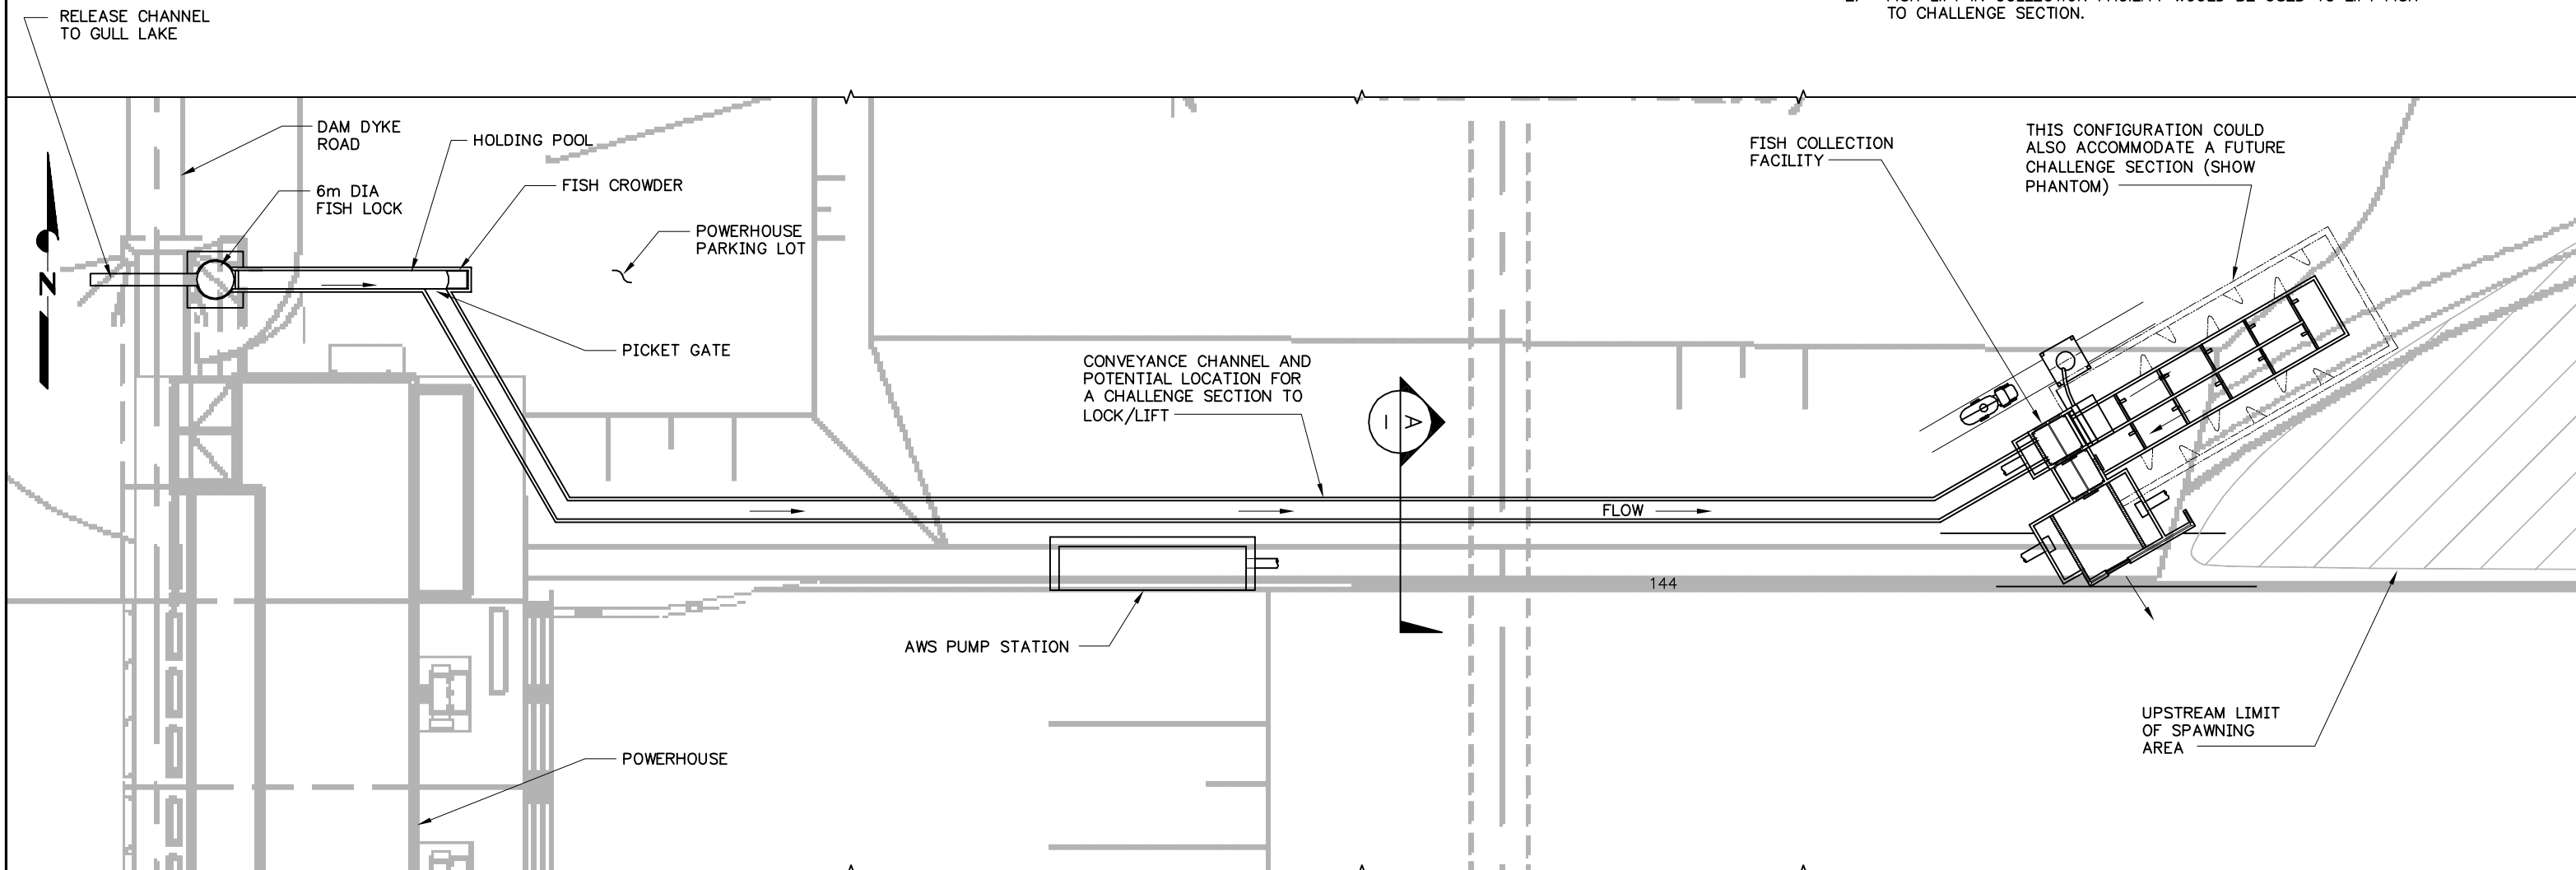 RELEASE CHANNEL
TO GULL LAKE
TO CHALLENGE SECTION.
DAM DYKE
ROAD
HOLDING POOL
FISH CROWDER
6m DIA
FISH LOCK
POWERHOUSE
PARKING LOT
N
PICKET GATE
FISH COLLECTION
FACILITY
THIS CONFIGURATION COULD
ALSO ACCOMMODATE A FUTURE
CHALLENGE SECTION (SHOW
PHANTOM)
CONVEYANCE CHANNEL AND
POTENTIAL LOCATION FOR
A CHALLENGE SECTION TO
LOCK/LIFT
A
FLOW
144
AWS PUMP STATION
UPSTREAM LIMIT
OF SPAWNING
AREA
POWERHOUSE